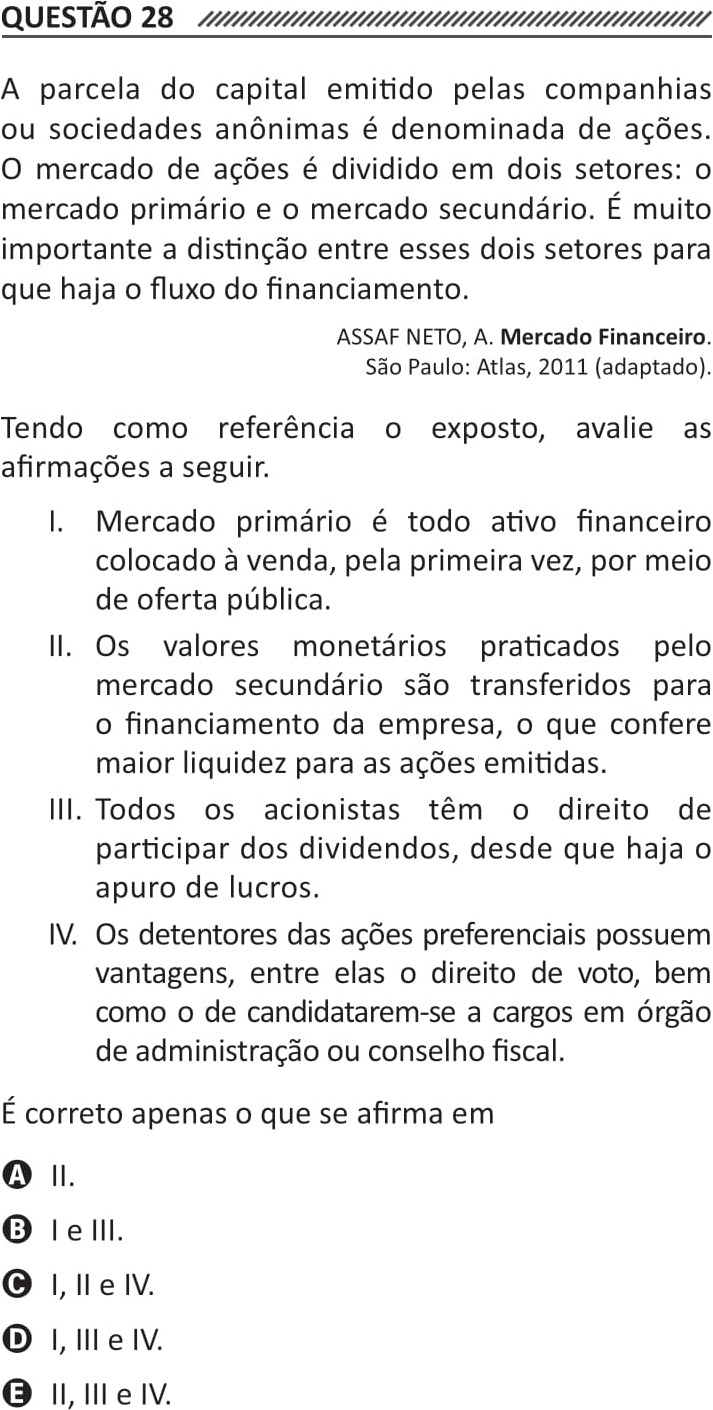 QUESTÃO 28
A parcela do capital emitido pelas companhias
ou sociedades anônimas é denominada de ações.
O mercado de ações é dividido em dois setores: o
mercado primário e o mercado secundário. É muito
importante a distinção entre esses dois setores para
que haja o fluxo do financiamento.
ASSAF NETO, A. Mercado Financeiro.
São Paulo: Atlas, 2011 (adaptado).
Tendo como referência o exposto, avalie as
afirmações a seguir.
I. Mercado primário é todo ativo financeiro
colocado à venda, pela primeira vez, por meio
de oferta pública.
II. Os valores monetários praticados pelo
mercado secundário são transferidos para
o financiamento da empresa, o que confere
maior liquidez para as ações emitidas.
III. Todos os acionistas têm o direito de
participar dos dividendos, desde que haja o
apuro de lucros.
IV. Os detentores das ações preferenciais possuem
vantagens, entre elas o direito de voto, bem
como o de candidatarem-se a cargos em órgão
de administração ou conselho fiscal.
É correto apenas o que se afirma em
A II.
B I e III.
C I, II e IV.
D I, III e IV.
E II, III e IV.